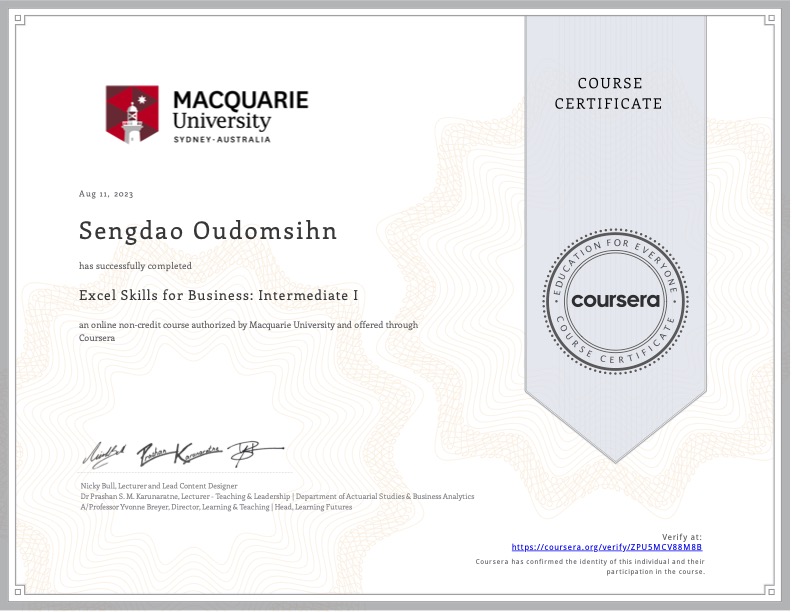 MACQUARIE
University
SYDNEY-AUSTRALIA
COURSE
CERTIFICATE
Aug 11, 2023
Sengdao Oudomsihn
has successfully completed
Excel Skills for Business: Intermediate I
an online non-credit course authorized by Macquarie University and offered through
Coursera
EDUCATION FOR EVERYONE
coursera
COURSE CERTIFICATE
Nicky Bull, Lecturer and Lead Content Designer
Dr Prashan S. M. Karunaratne, Lecturer - Teaching & Leadership | Department of Actuarial Studies & Business Analytics
A/Professor Yvonne Breyer, Director, Learning & Teaching | Head, Learning Futures
Verify at:
https://coursera.org/verify/ZPU5MCV88M8B
Coursera has confirmed the identity of this individual and their
participation in the course.